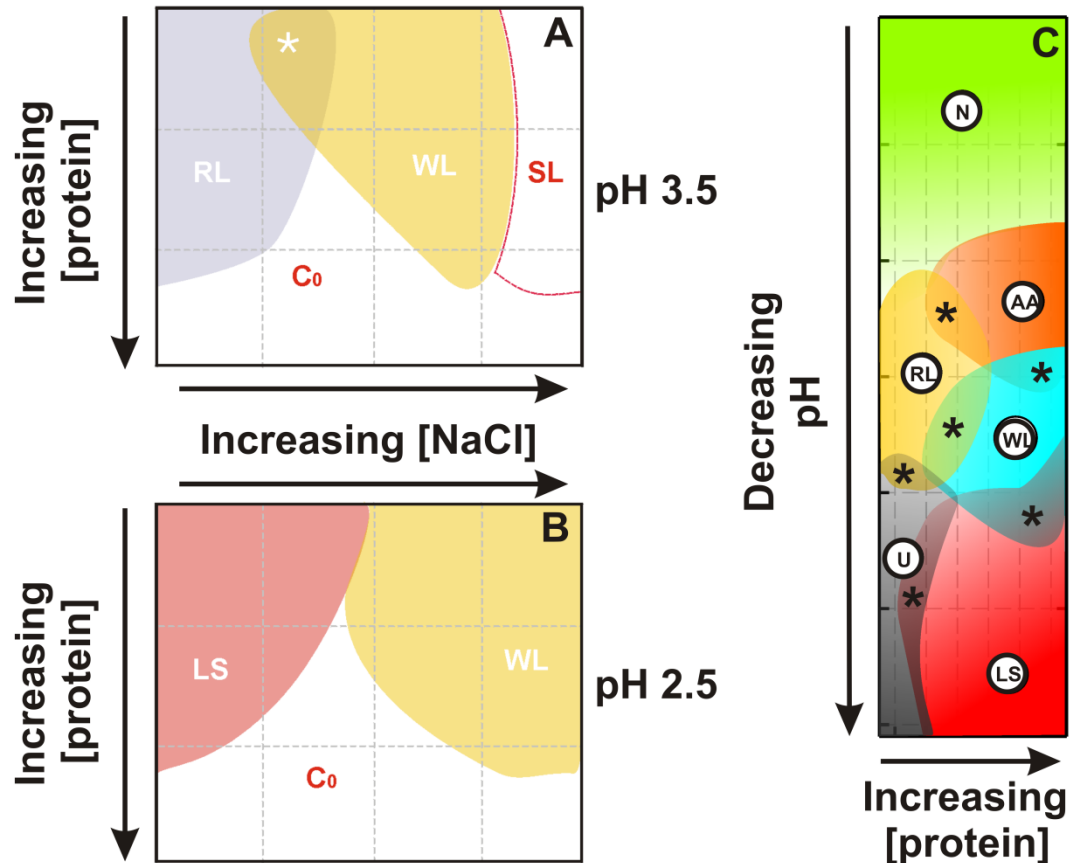 A
*
RL
WL
SL
C₀
Increasing
[protein]
pH 3.5
Increasing [NaCl]
B
LS
WL
C₀
Increasing
[protein]
pH 2.5
C
N
AA
*
*
RL
*
WL
*
*
U
*
LS
Decreasing
pH
Increasing
[protein]